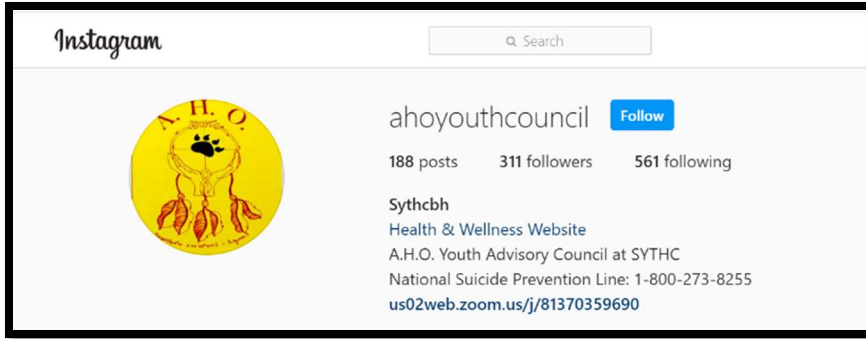 Instagram
Search
A. H. O.
ahoyouthcouncil Follow
188 posts 311 followers 561 following
Sythcbh
Health & Wellness Website
A.H.O. Youth Advisory Council at SYTHC
National Suicide Prevention Line: 1-800-273-8255
us02web.zoom.us/j/81370359690